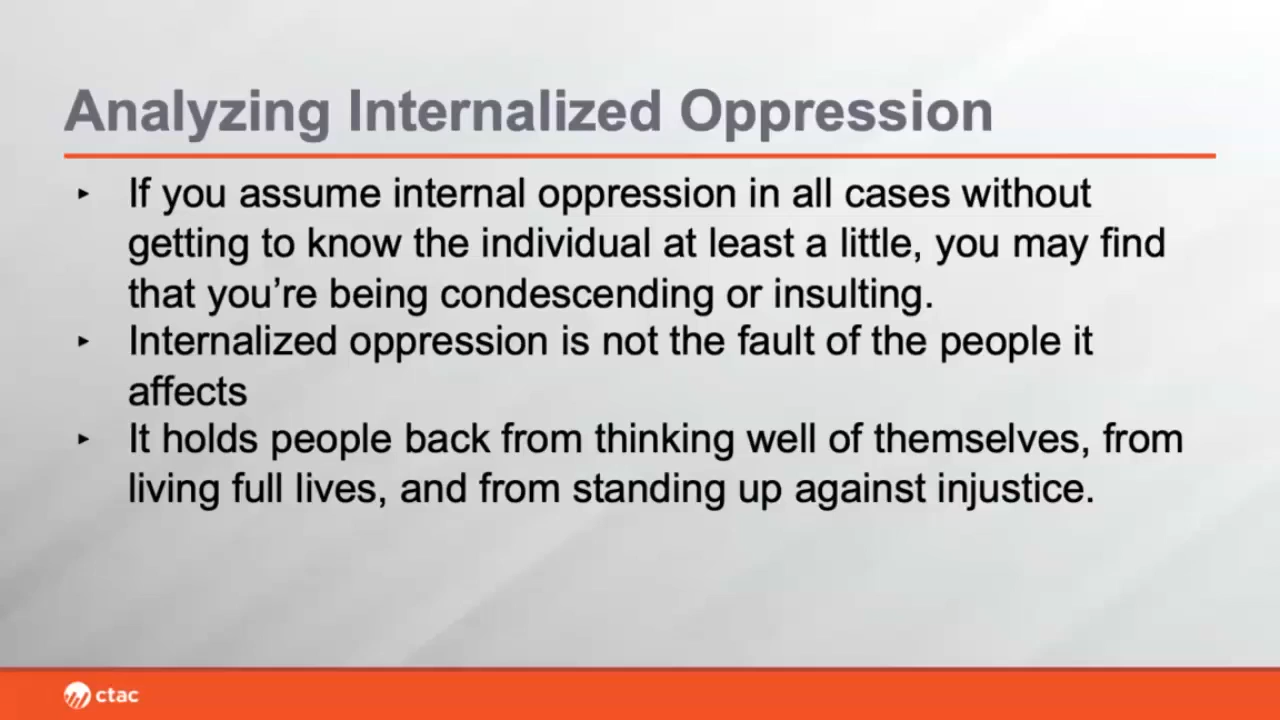 Analyzing Internalized Oppression
‣ If you assume internal oppression in all cases without
getting to know the individual at least a little, you may find
that you’re being condescending or insulting.
‣ Internalized oppression is not the fault of the people it
affects
‣ It holds people back from thinking well of themselves, from
living full lives, and from standing up against injustice.
ctac